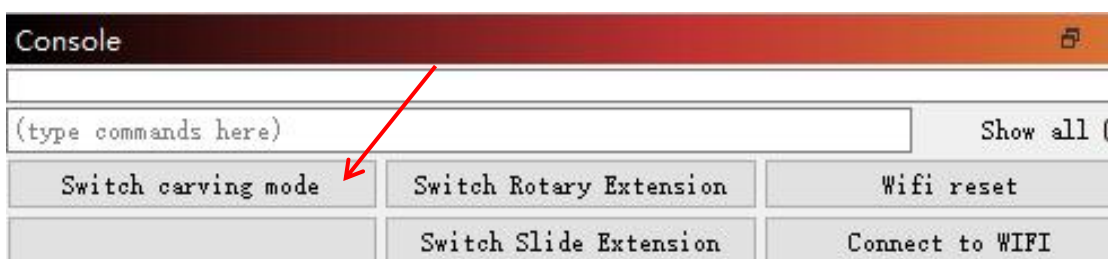 Console
(type commands here) Show all
Switch carving mode Switch Rotary Extension Wifi reset
Switch Slide Extension Connect to WIFI